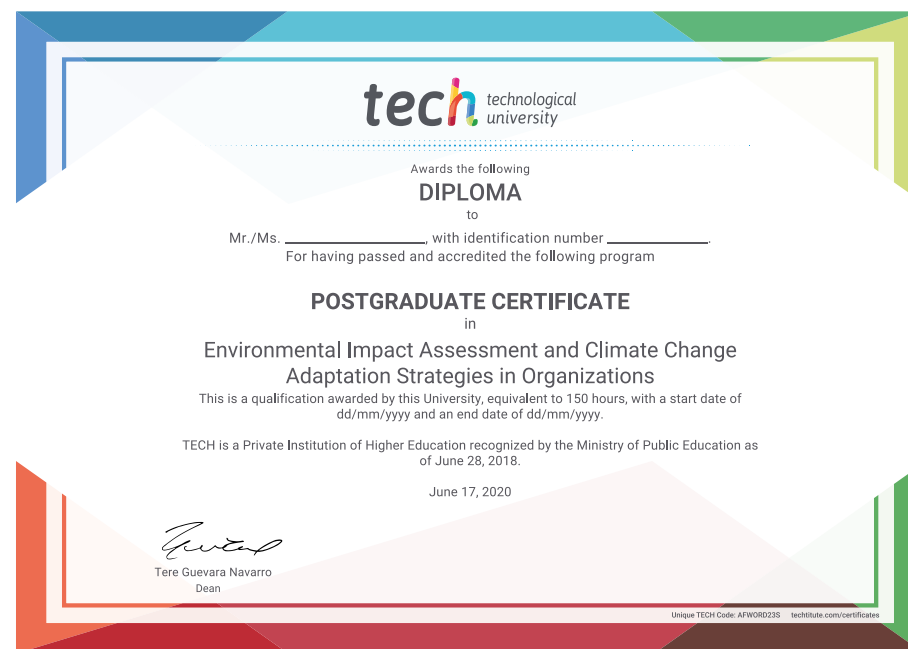 tech technological
university
Awards the following
DIPLOMA
to
Mr./Ms. ____________________, with identification number ______________.
For having passed and accredited the following program
POSTGRADUATE CERTIFICATE
in
Environmental Impact Assessment and Climate Change
Adaptation Strategies in Organizations
This is a qualification awarded by this University, equivalent to 150 hours, with a start date of
dd/mm/yyyy and an end date of dd/mm/yyyy.
TECH is a Private Institution of Higher Education recognized by the Ministry of Public Education as
of June 28, 2018.
June 17, 2020
Tere Guevara Navarro
Dean
Unique TECH Code: AFWORD23S techtitute.com/certificates